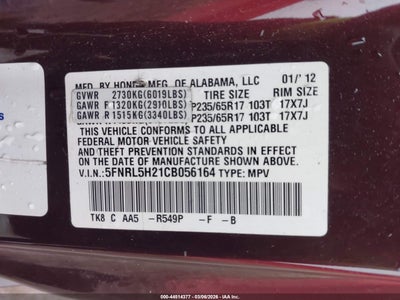 MFD. BY HONDA MFG. OF ALABAMA, LLC 01/'12
GVWR 2730KG(6019LBS) TIRE SIZE RIM SIZE
GAWR F 1320KG(2910LBS) P235/65R17 103T 17X7J
GAWR R 1515KG(3340LBS) P235/65R17 103T 17X7J
THIS VEHICLE CONFORMS TO ALL APPLICABLE
FEDERAL MOTOR VEHICLE SAFETY
AND THEFT PREVENTION STANDARDS IN EFFECT
ON THE DATE OF MANUFACTURE SHOWN ABOVE.
V.I.N.:5FNRL5H21CB056164 TYPE: MPV
TK8 C AA5 -R549P -F -B
000-44914377 - 03/06/2026 - IAA Inc.